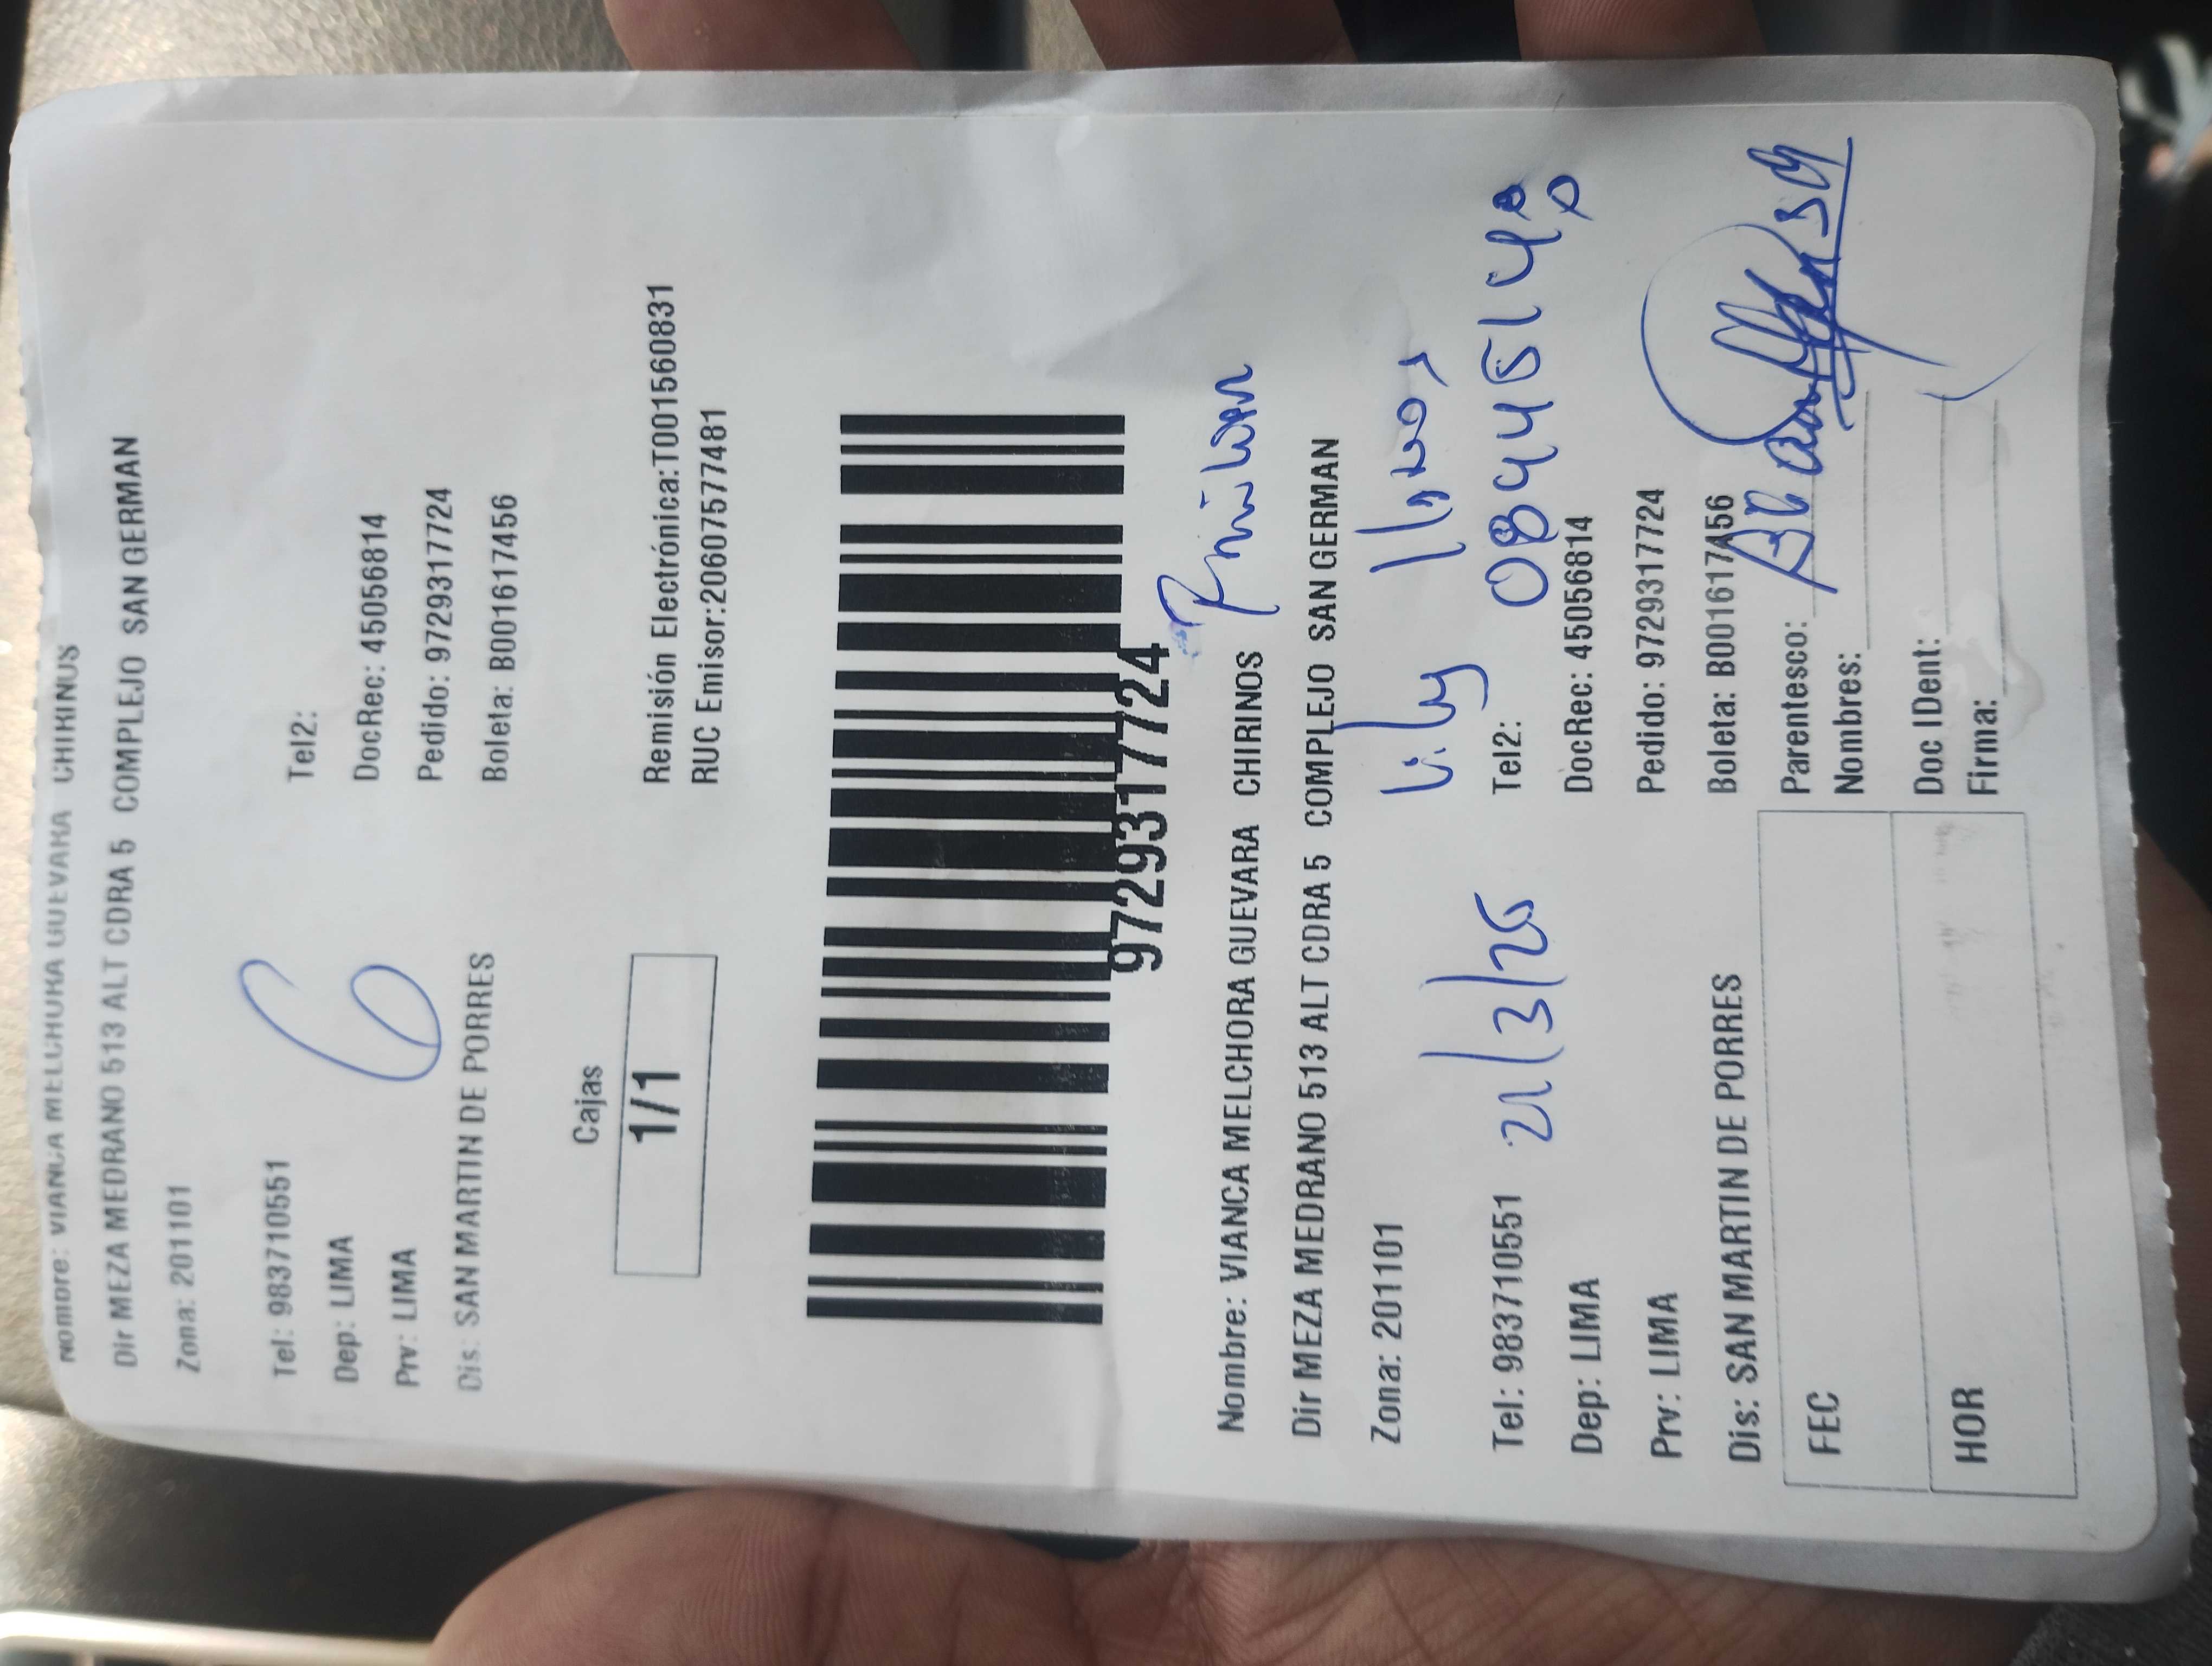 Nombre: VIANCA MELCHORA GUEVARA CHIRINOS
Dir MEZA MEDRANO 513 ALT CDRA 5 COMPLEJO SAN GERMAN
Zona: 201101
Tel: 983710551 Tel2:
Dep: LIMA DocRec: 45056814
Prv: LIMA Pedido: 9729317724
Dis: SAN MARTIN DE PORRES Boleta: B001617456
6
Cajas
1/1
Remisión Electrónica:T001560831
RUC Emisor:20607577481
9729317724
Nombre: VIANCA MELCHORA GUEVARA CHIRINOS
Dir MEZA MEDRANO 513 ALT CDRA 5 COMPLEJO SAN GERMAN
Zona: 201101 Lily
Tel: 983710551 21/3/25 Tel2:
Dep: LIMA DocRec: 45056814
Prv: LIMA Pedido: 9729317724
Dis: SAN MARTIN DE PORRES Boleta: B001617456
FEC Parentesco:
Nombres:
HOR Doc IDent:
Firma: